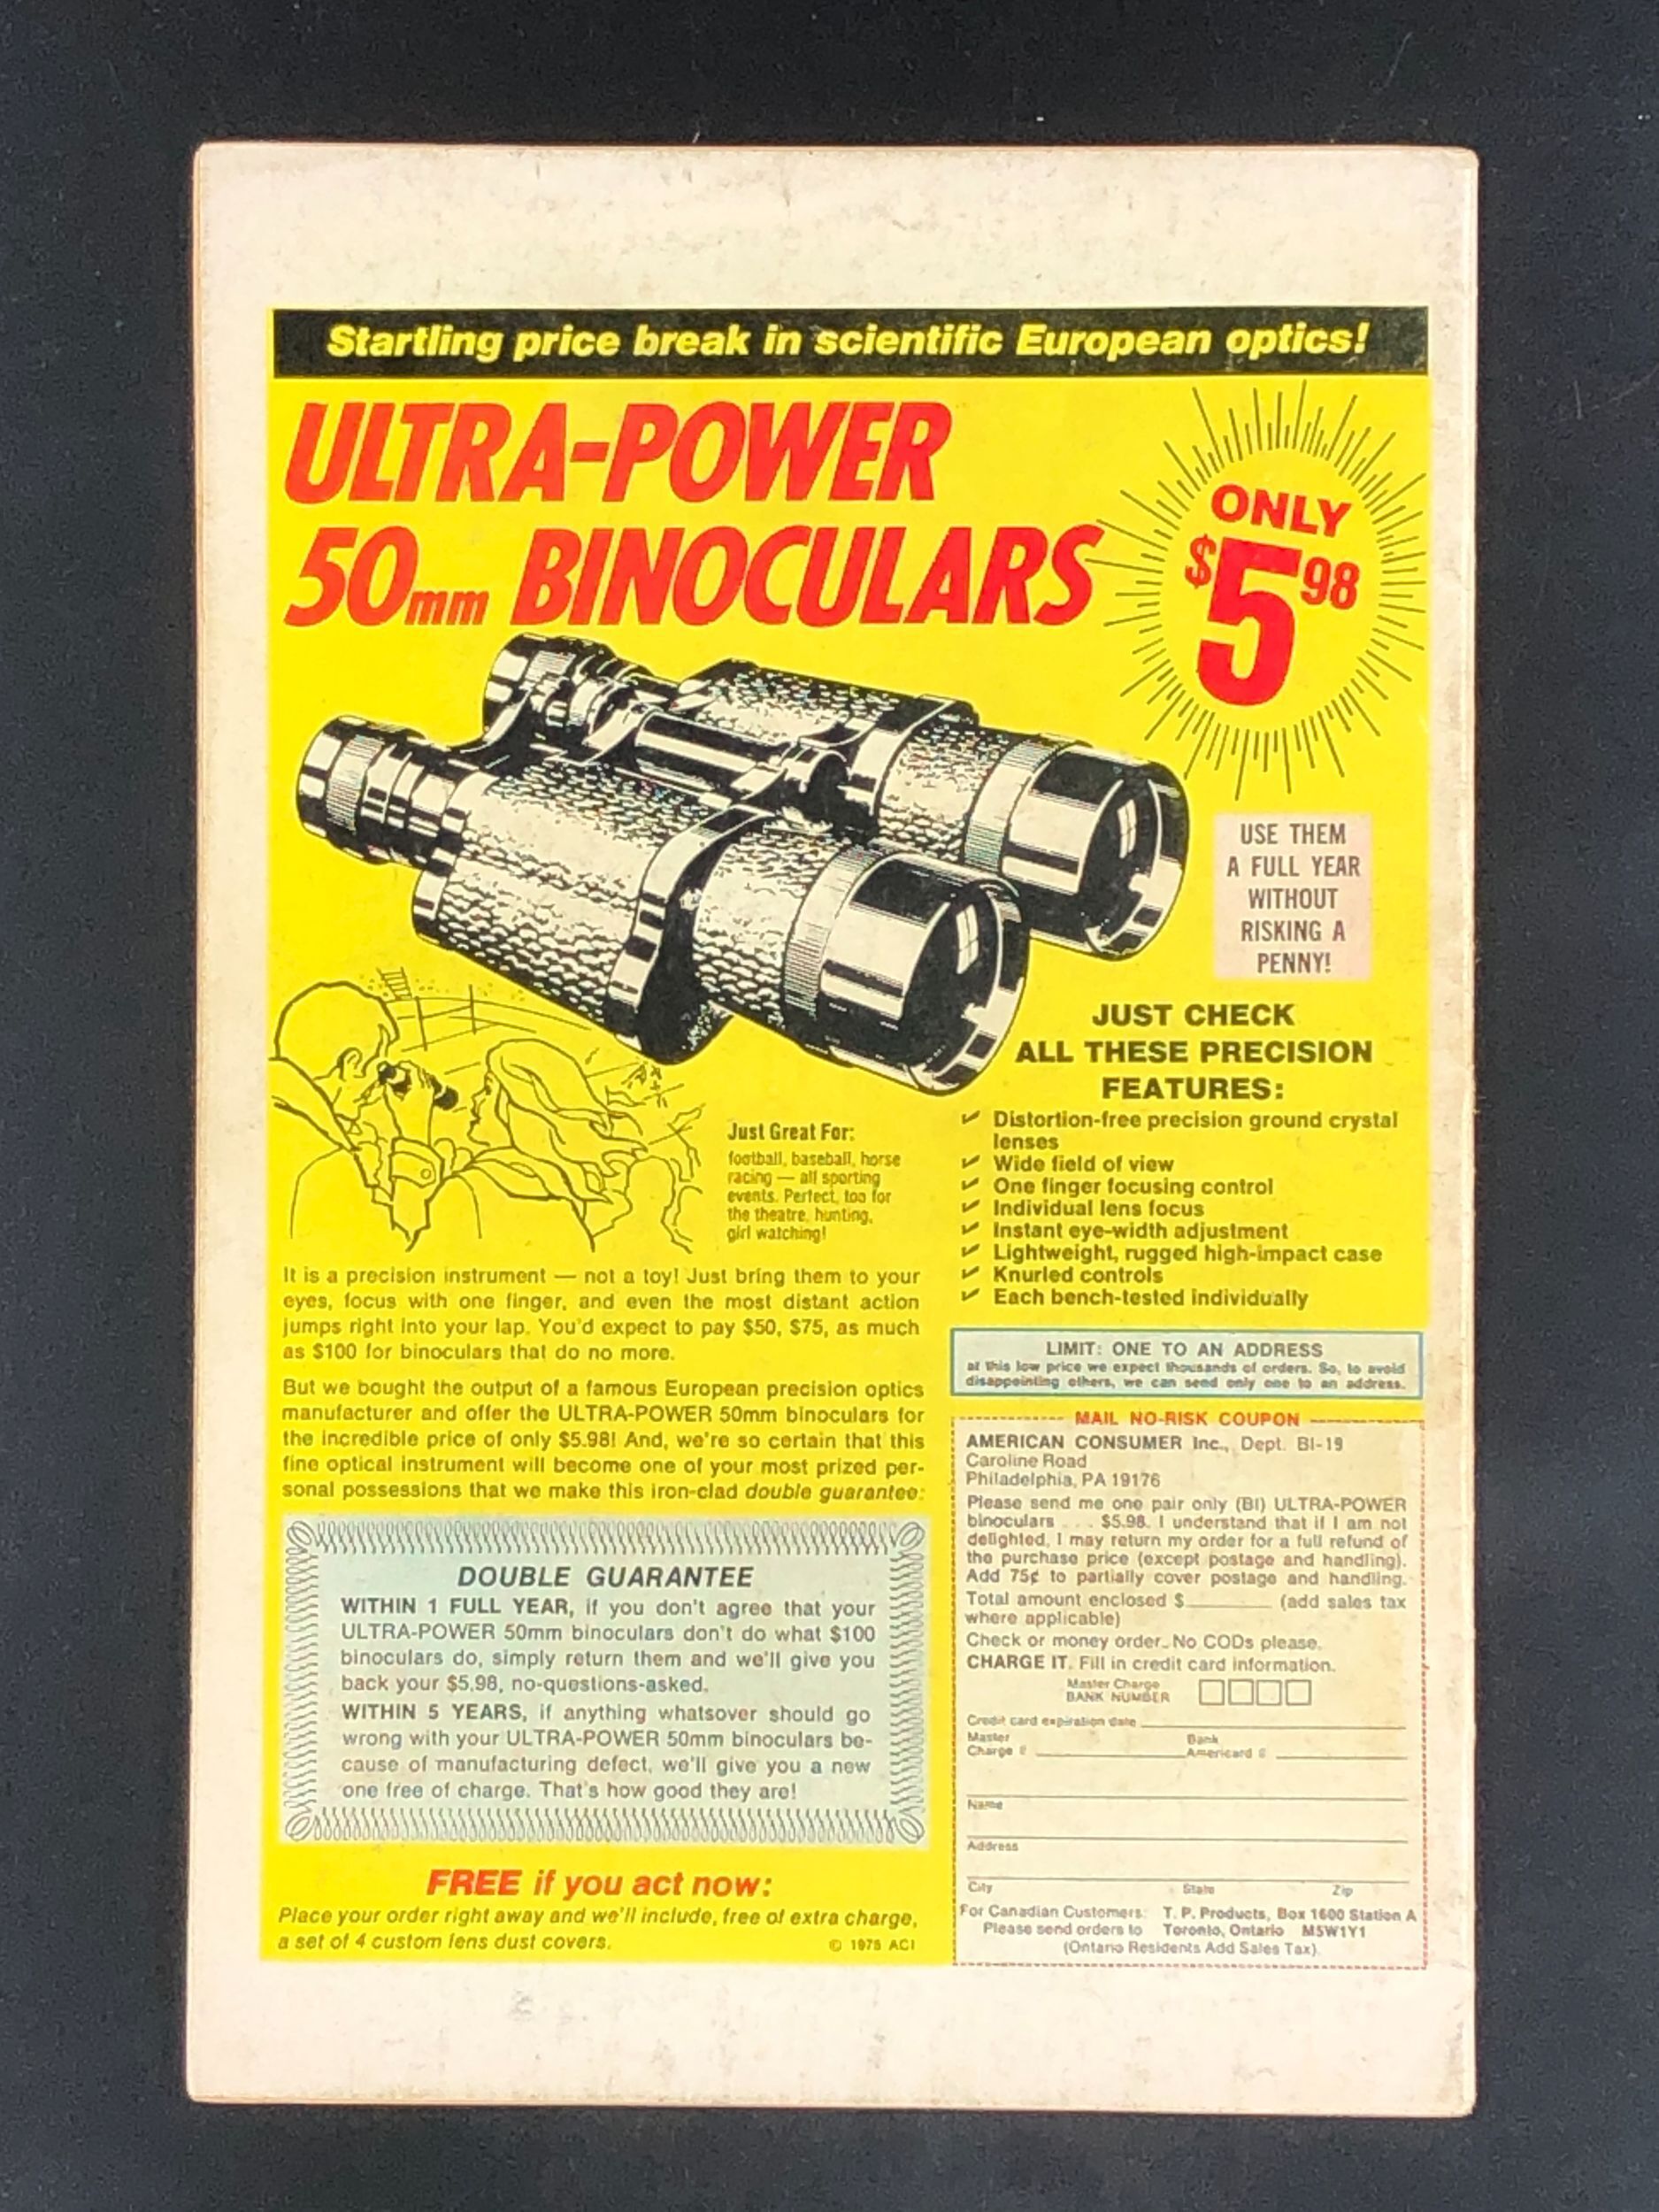 Startling price break in scientific European optics!
ULTRA-POWER
50mm BINOCULARS
ONLY
$5 98
USE THEM
A FULL YEAR
WITHOUT
RISKING A
PENNY!
JUST CHECK
ALL THESE PRECISION
FEATURES:
✓ Distortion-free precision ground crystal
lenses
✓ Wide field of view
✓ One finger focusing control
✓ Individual lens focus
✓ Instant eye-width adjustment
✓ Lightweight, rugged high-impact case
✓ Knurled controls
✓ Each bench-tested individually
Just Great For:
football, baseball, horse
racing — all sporting
events. Perfect, too for
the theatre, hunting,
girl watching!
It is a precision instrument — not a toy! Just bring them to your
eyes, focus with one finger, and even the most distant action
jumps right into your lap. You'd expect to pay $50, $75, as much
as $100 for binoculars that do no more.
But we bought the output of a famous European precision optics
manufacturer and offer the ULTRA-POWER 50mm binoculars for
the incredible price of only $5.98! And, we're so certain that this
fine optical instrument will become one of your most prized per-
sonal possessions that we make this iron-clad double guarantee:
DOUBLE GUARANTEE
WITHIN 1 FULL YEAR, if you don't agree that your
ULTRA-POWER 50mm binoculars don't do what $100
binoculars do, simply return them and we'll give you
back your $5.98, no-questions-asked.
WITHIN 5 YEARS, if anything whatsover should go
wrong with your ULTRA-POWER 50mm binoculars be-
cause of manufacturing defect, we'll give you a new
one free of charge. That's how good they are!
FREE if you act now:
Place your order right away and we'll include, free of extra charge,
a set of 4 custom lens dust covers.
© 1975 ACI
LIMIT: ONE TO AN ADDRESS
at this low price we expect thousands of orders. So, to avoid
disappointing others, we can send only one to an address.
MAIL NO-RISK COUPON
AMERICAN CONSUMER Inc., Dept. BI-19
Caroline Road
Philadelphia, PA 19176
Please send me one pair only (BI) ULTRA-POWER
binoculars . . . $5.98. I understand that if I am not
delighted, I may return my order for a full refund of
the purchase price (except postage and handling).
Add 75¢ to partially cover postage and handling.
Total amount enclosed $________ (add sales tax
where applicable)
Check or money order. No CODs please.
CHARGE IT. Fill in credit card information.
Master Charge
BANK NUMBER
Credit card expiration date
Master Bank
Charge # Americard #
Name
Address
City State Zip
For Canadian Customers: T. P. Products, Box 1600 Station A
Please send orders to Toronto, Ontario M5W1Y1
(Ontario Residents Add Sales Tax).